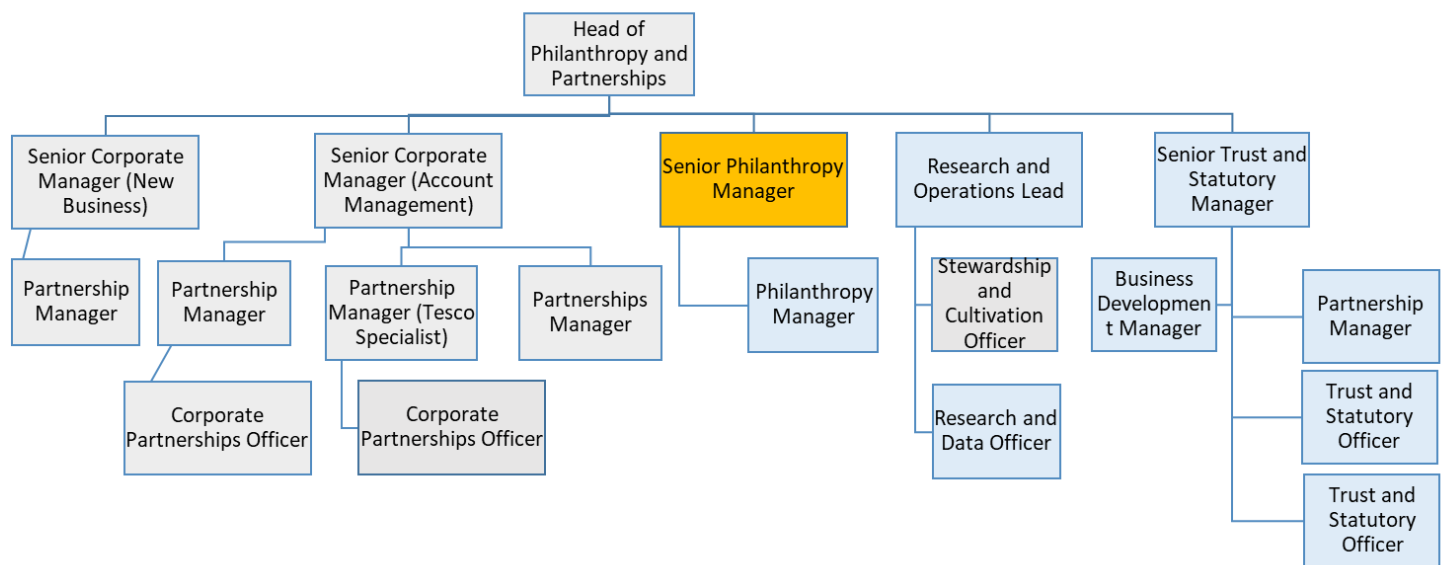 Head of
Philanthropy and
Partnerships
Senior Corporate
Manager (New
Business)
Senior Corporate
Manager (Account
Management)
Senior Philanthropy
Manager
Research and
Operations Lead
Senior Trust and
Statutory
Manager
Partnership
Manager
Partnership
Manager
Partnership
Manager (Tesco
Specialist)
Partnerships
Manager
Philanthropy
Manager
Stewardship
and
Cultivation
Officer
Business
Developmen
t Manager
Partnership
Manager
Corporate
Partnerships Officer
Corporate
Partnerships Officer
Research and
Data Officer
Trust and
Statutory
Officer
Trust and
Statutory
Officer